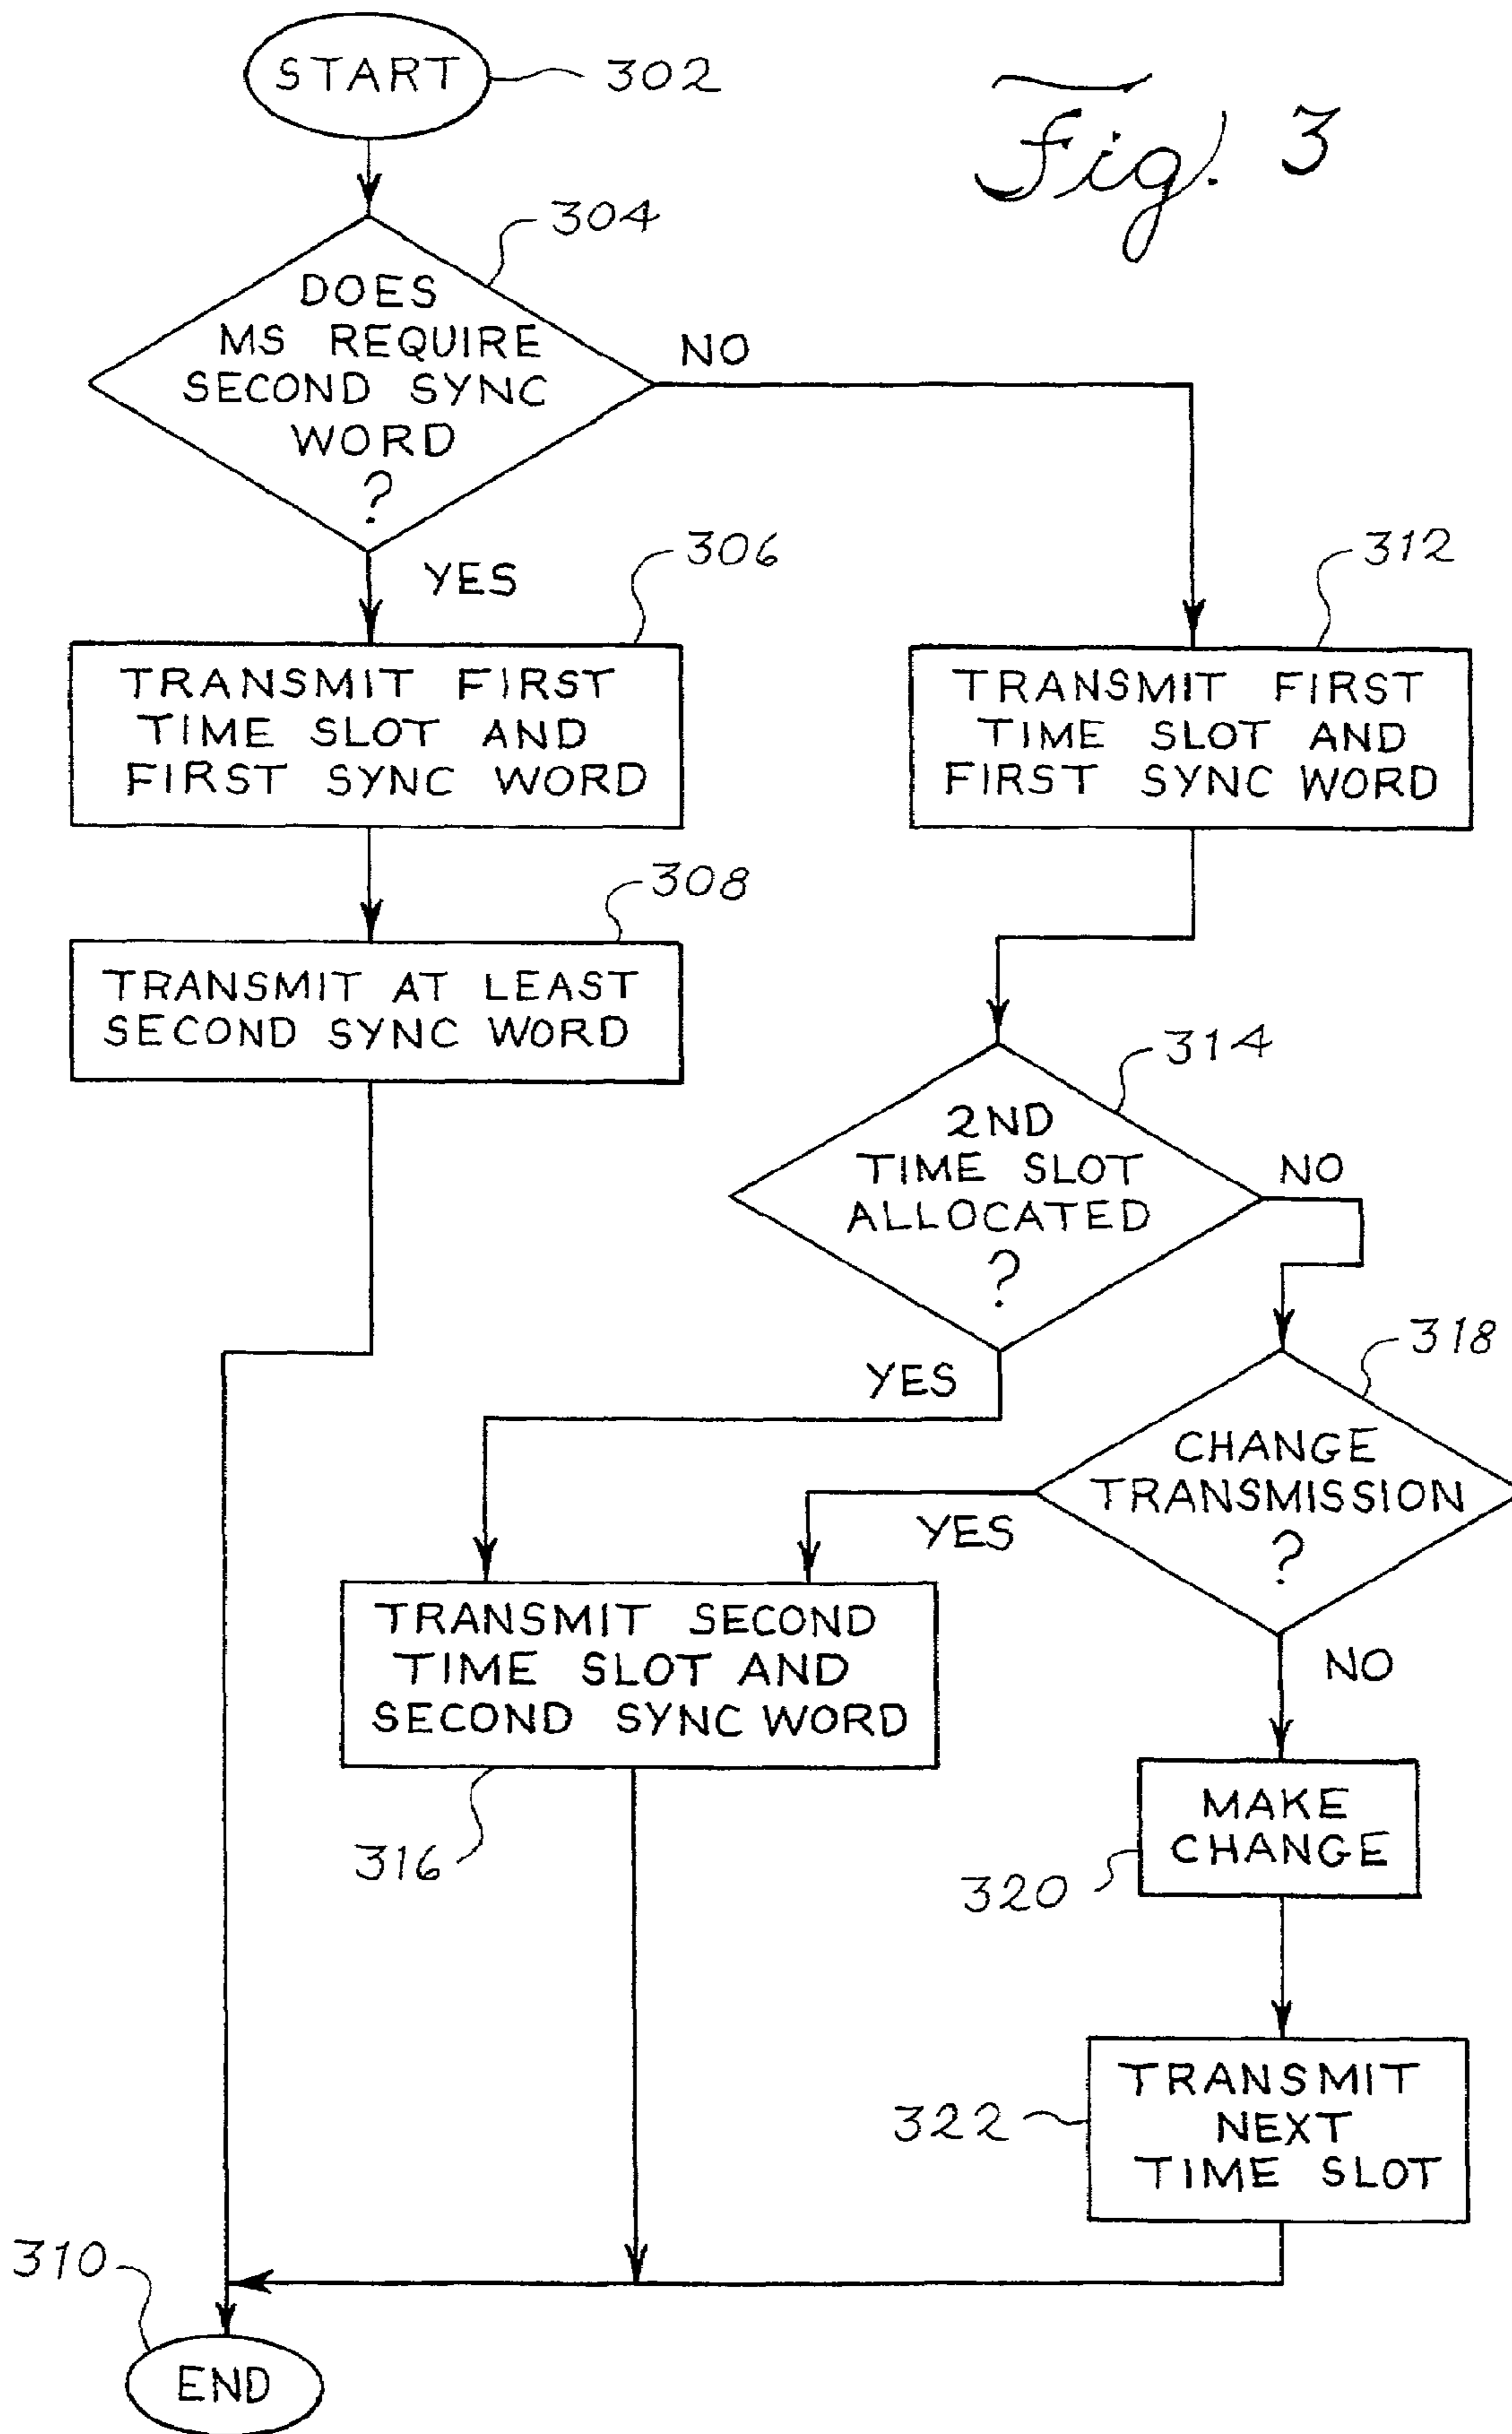 START
302
Fig. 3
304
DOES
MS REQUIRE
SECOND SYNC
WORD
?
NO
YES
306
TRANSMIT FIRST
TIME SLOT AND
FIRST SYNC WORD
312
TRANSMIT FIRST
TIME SLOT AND
FIRST SYNC WORD
308
TRANSMIT AT LEAST
SECOND SYNC WORD
314
2ND
TIME SLOT
ALLOCATED
?
NO
YES
318
CHANGE
TRANSMISSION
?
YES
NO
TRANSMIT SECOND
TIME SLOT AND
SECOND SYNC WORD
316
MAKE
CHANGE
320
TRANSMIT
NEXT
TIME SLOT
322
310
END